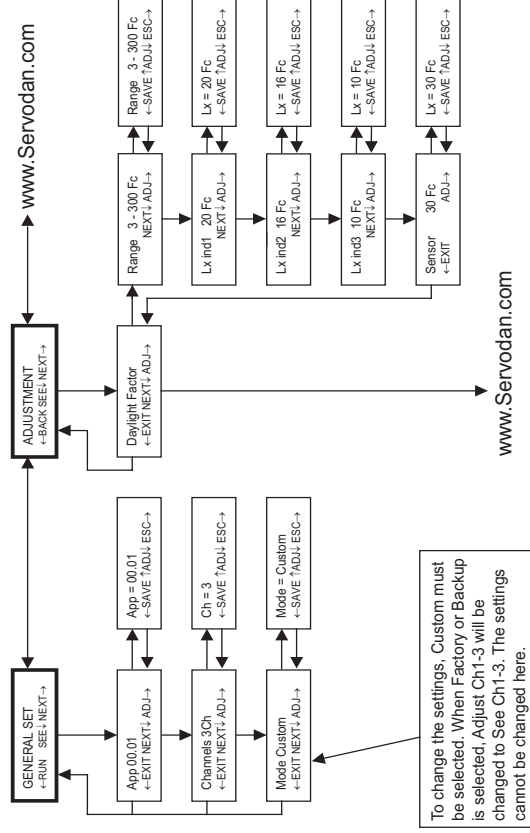 GENERAL SET
←RUN SEE↓ NEXT→
App 00.01
←EXIT NEXT↓ ADJ→
App = 00.01
←SAVE ↑ADJ↓ ESC→
Channels 3Ch
←EXIT NEXT↓ ADJ→
Ch = 3
←SAVE ↑ADJ↓ ESC→
Mode Custom
←EXIT NEXT↓ ADJ→
Mode = Custom
←SAVE ↑ADJ↓ ESC→
To change the settings, Custom must
be selected. When Factory or Backup
is selected, Adjust Ch1-3 will be
changed to See Ch1-3. The settings
cannot be changed here.
ADJUSTMENT
←BACK SEE↓ NEXT→
www.Servodan.com
Daylight Factor
←EXIT NEXT↓ ADJ→
Range 3 - 300 Fc
NEXT↓ ADJ→
Range 3 - 300 Fc
←SAVE ↑ADJ↓ ESC→
Lx ind1 20 Fc
NEXT↓ ADJ→
Lx = 20 Fc
←SAVE ↑ADJ↓ ESC→
Lx ind2 16 Fc
NEXT↓ ADJ→
Lx = 16 Fc
←SAVE ↑ADJ↓ ESC→
Lx ind3 10 Fc
NEXT↓ ADJ→
Lx = 10 Fc
←SAVE ↑ADJ↓ ESC→
Sensor 30 Fc
←EXIT ADJ→
Lx = 30 Fc
←SAVE ↑ADJ↓ ESC→
www.Servodan.com